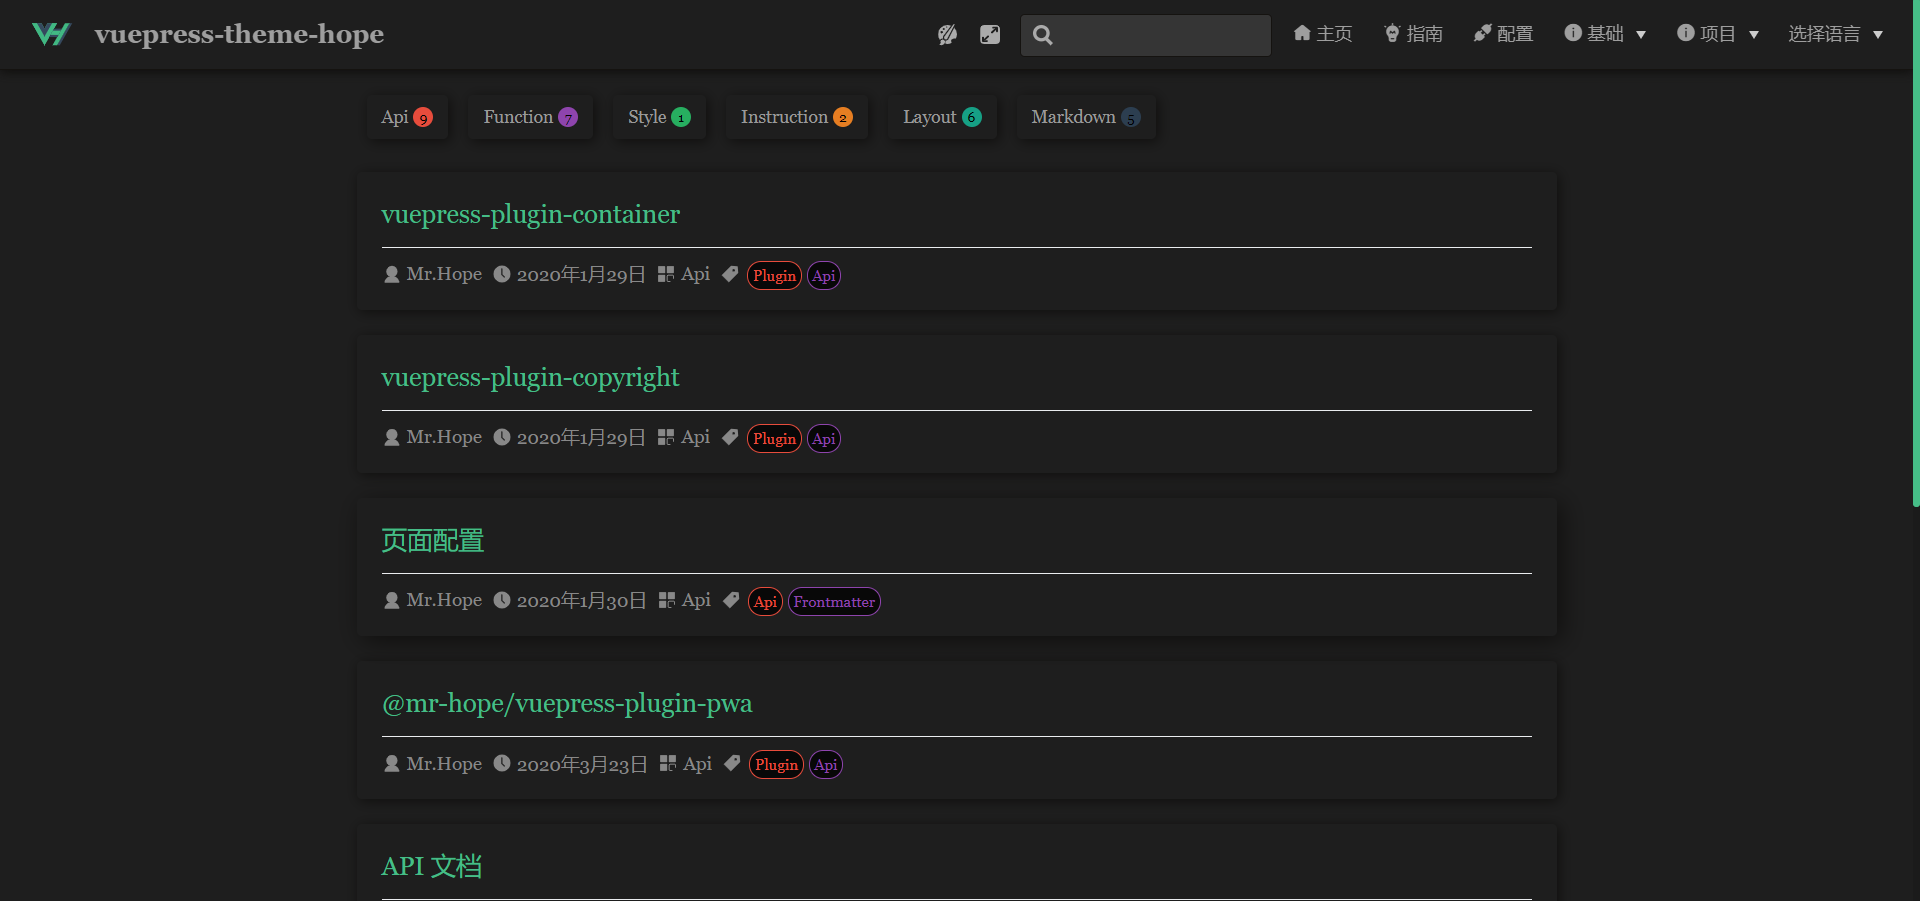 vuepress-theme-hope 主页 指南 配置 基础 项目 选择语言
Api 9 Function 7 Style 1 Instruction 2 Layout 6 Markdown 5
vuepress-plugin-container
Mr.Hope 2020年1月29日 Api Plugin Api
vuepress-plugin-copyright
Mr.Hope 2020年1月29日 Api Plugin Api
页面配置
Mr.Hope 2020年1月30日 Api Api Frontmatter
@mr-hope/vuepress-plugin-pwa
Mr.Hope 2020年3月23日 Api Plugin Api
API 文档